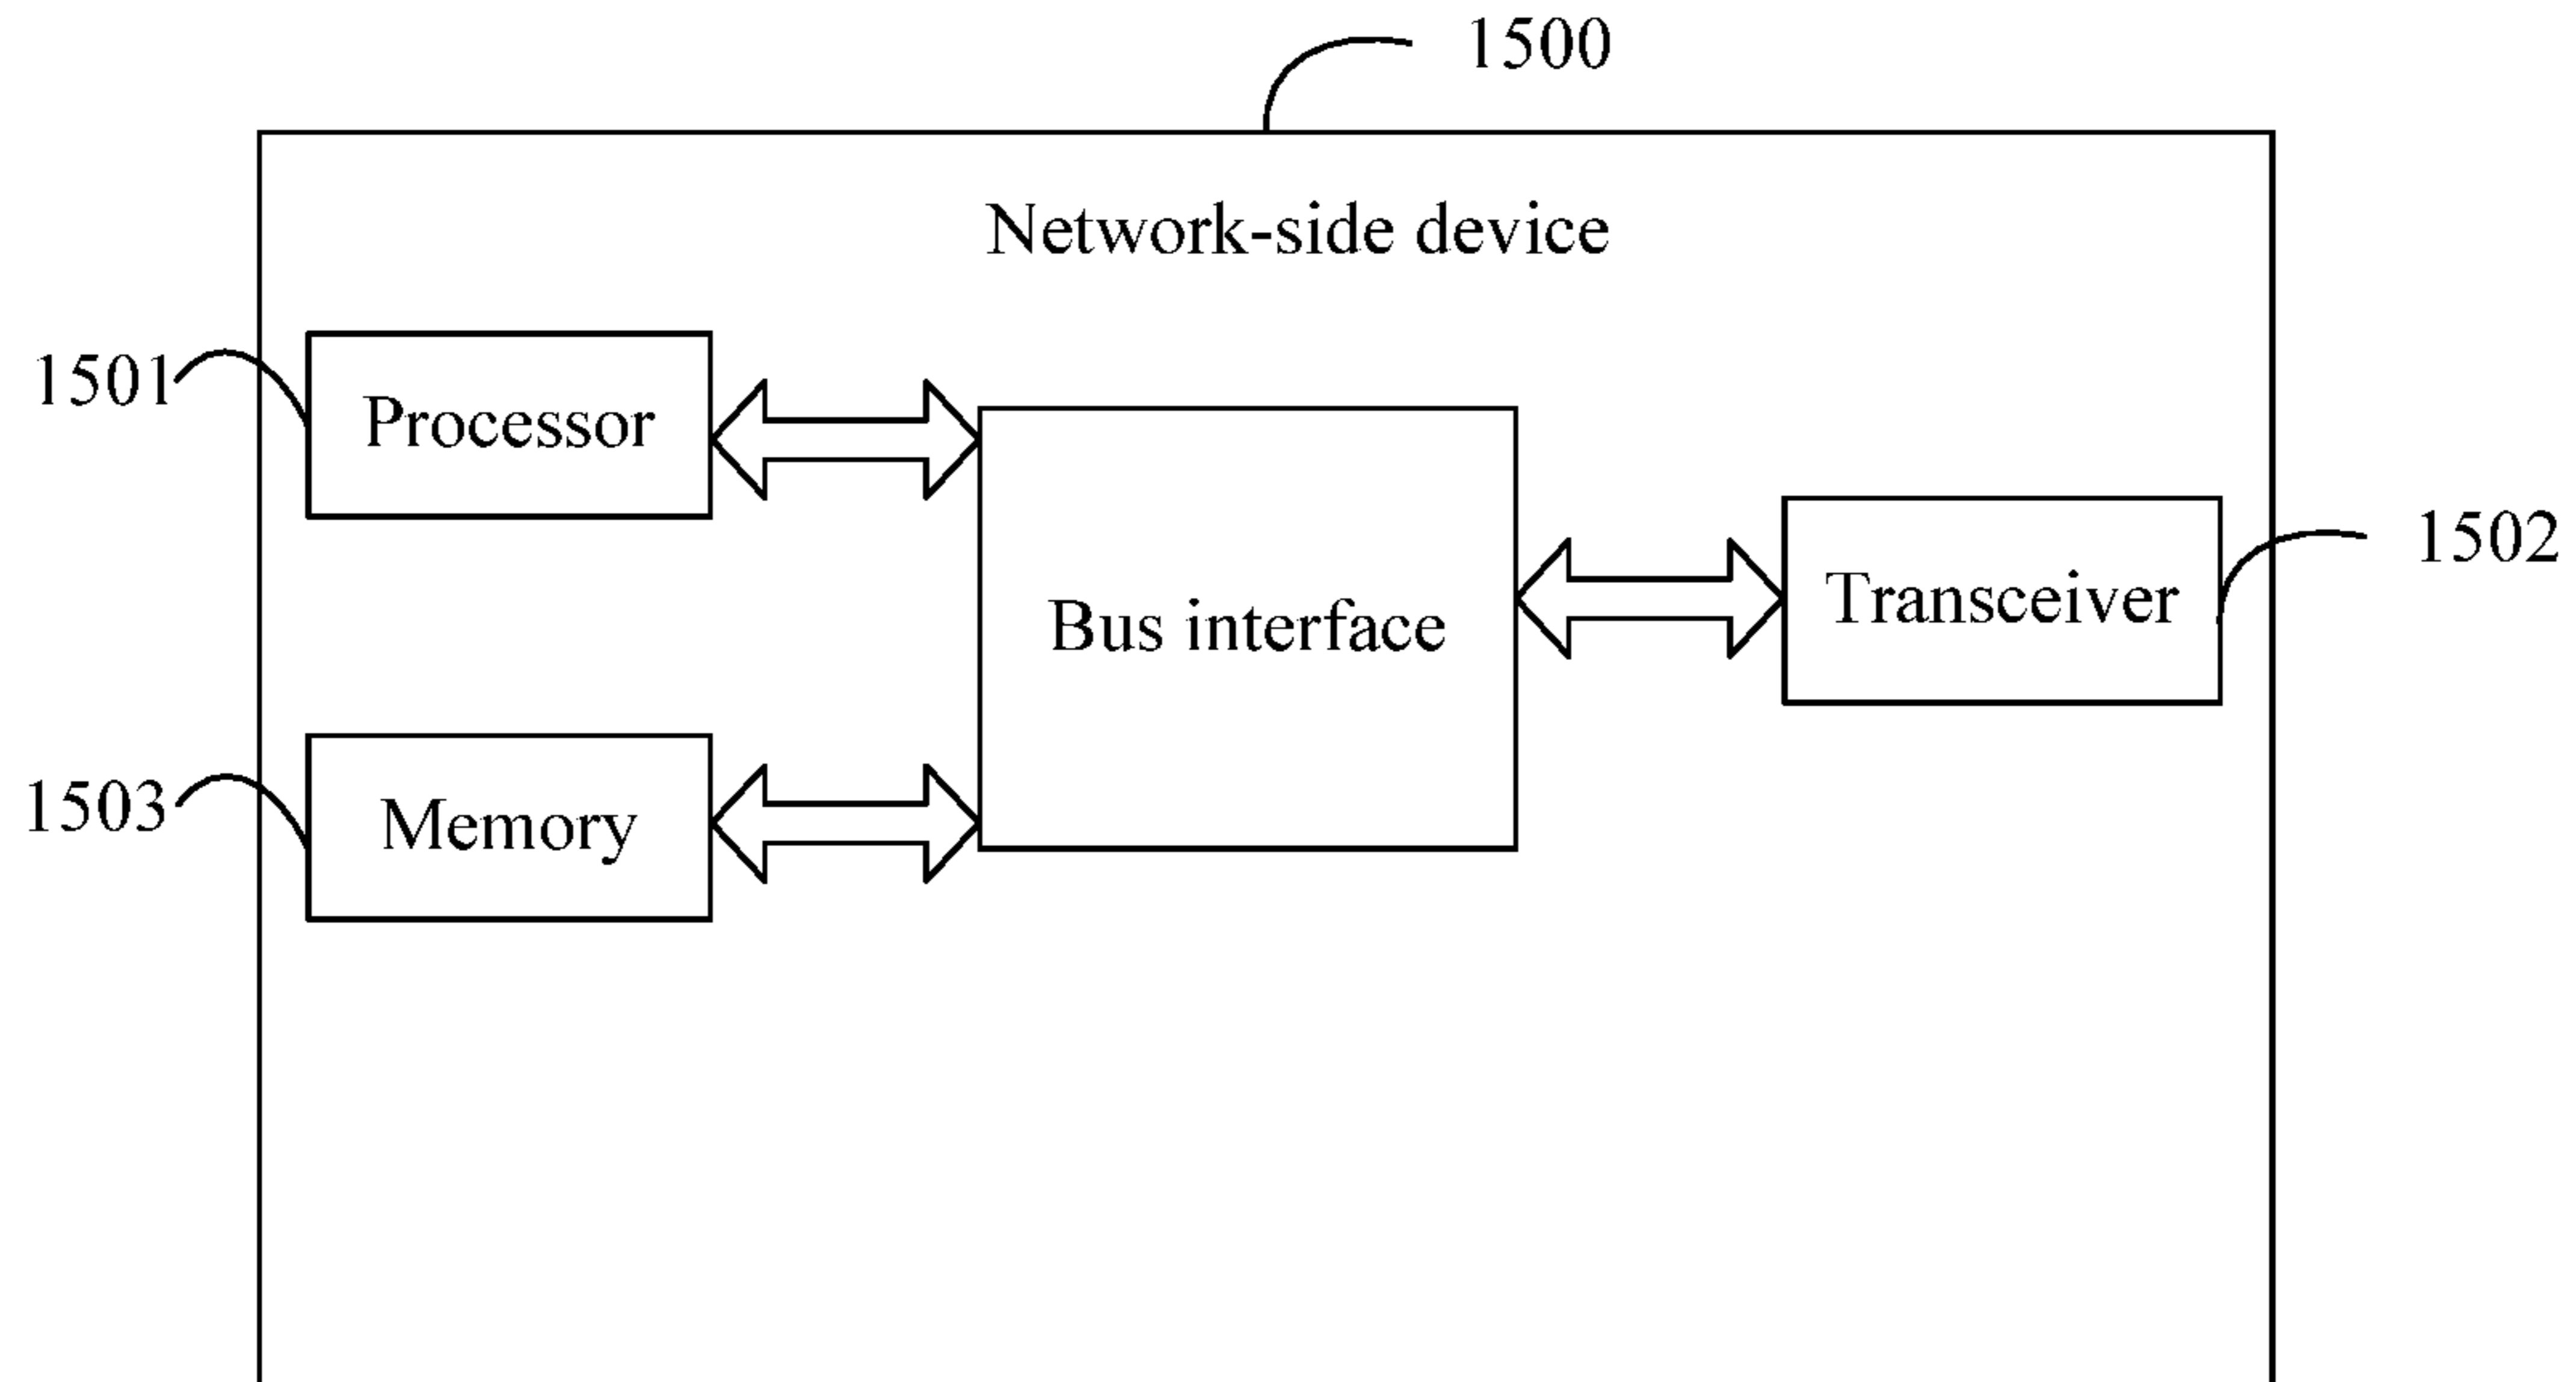 1500
Network-side device
1501
Processor
1502
Transceiver
Bus interface
1503
Memory